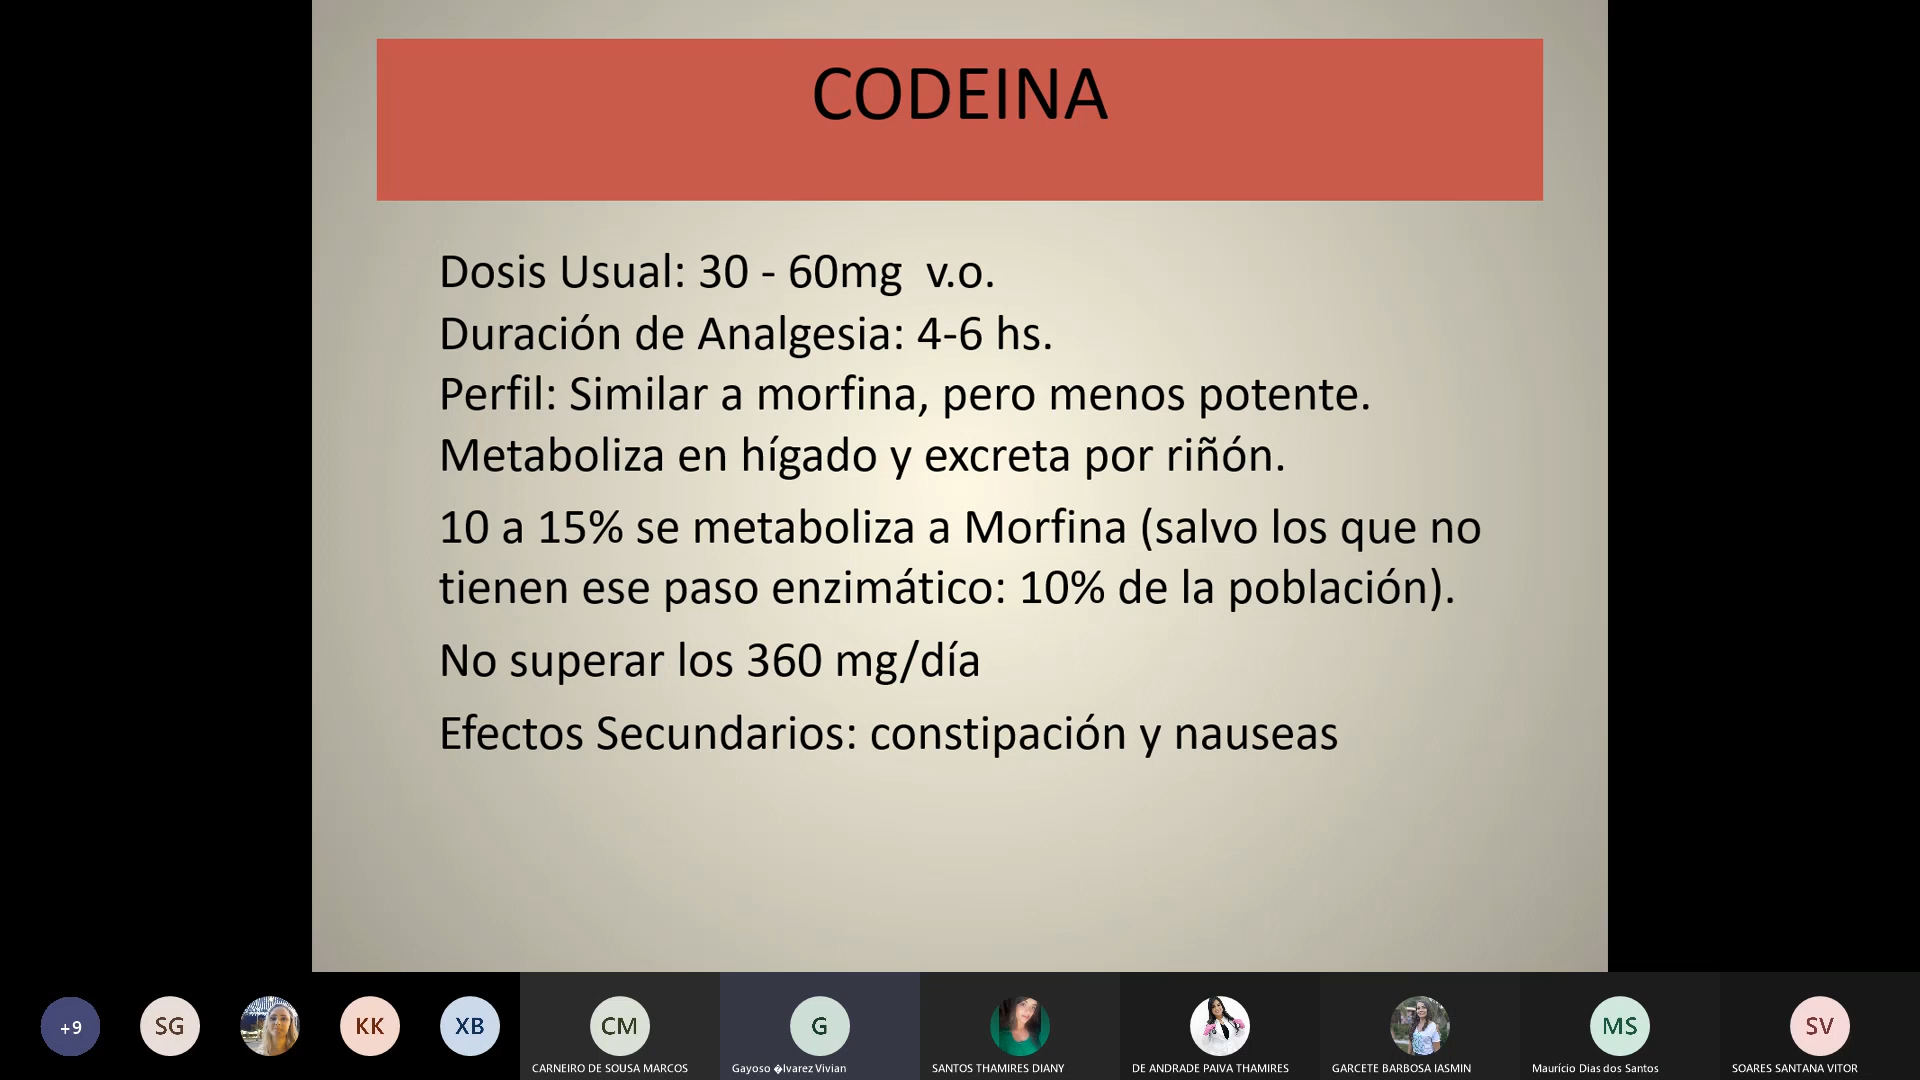 CODEINA
Dosis Usual: 30 - 60mg v.o.
Duración de Analgesia: 4-6 hs.
Perfil: Similar a morfina, pero menos potente.
Metaboliza en hígado y excreta por riñón.
10 a 15% se metaboliza a Morfina (salvo los que no
tienen ese paso enzimático: 10% de la población).
No superar los 360 mg/día
Efectos Secundarios: constipación y nauseas
+9
SG
KK
XB
CM
G
MS
SV
CARNEIRO DE SOUSA MARCOS
Gayoso �lvarez Vivian
SANTOS THAMIRES DIANY
DE ANDRADE PAIVA THAMIRES
GARCETE BARBOSA IASMIN
Maurício Dias dos Santos
SOARES SANTANA VITOR